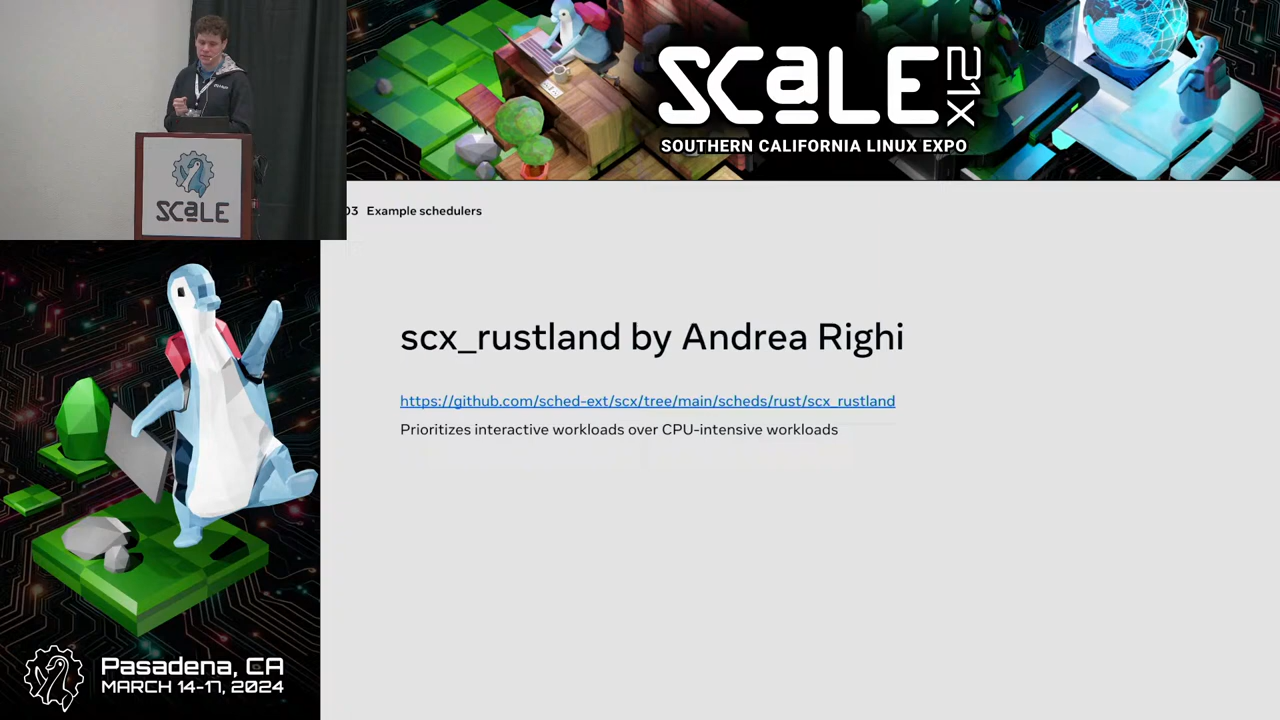 SCALE 21X
SOUTHERN CALIFORNIA LINUX EXPO
SCALE
03 Example schedulers
scx_rustland by Andrea Righi
https://github.com/sched-ext/scx/tree/main/scheds/rust/scx_rustland
Prioritizes interactive workloads over CPU-intensive workloads
Pasadena, CA
MARCH 14-17, 2024